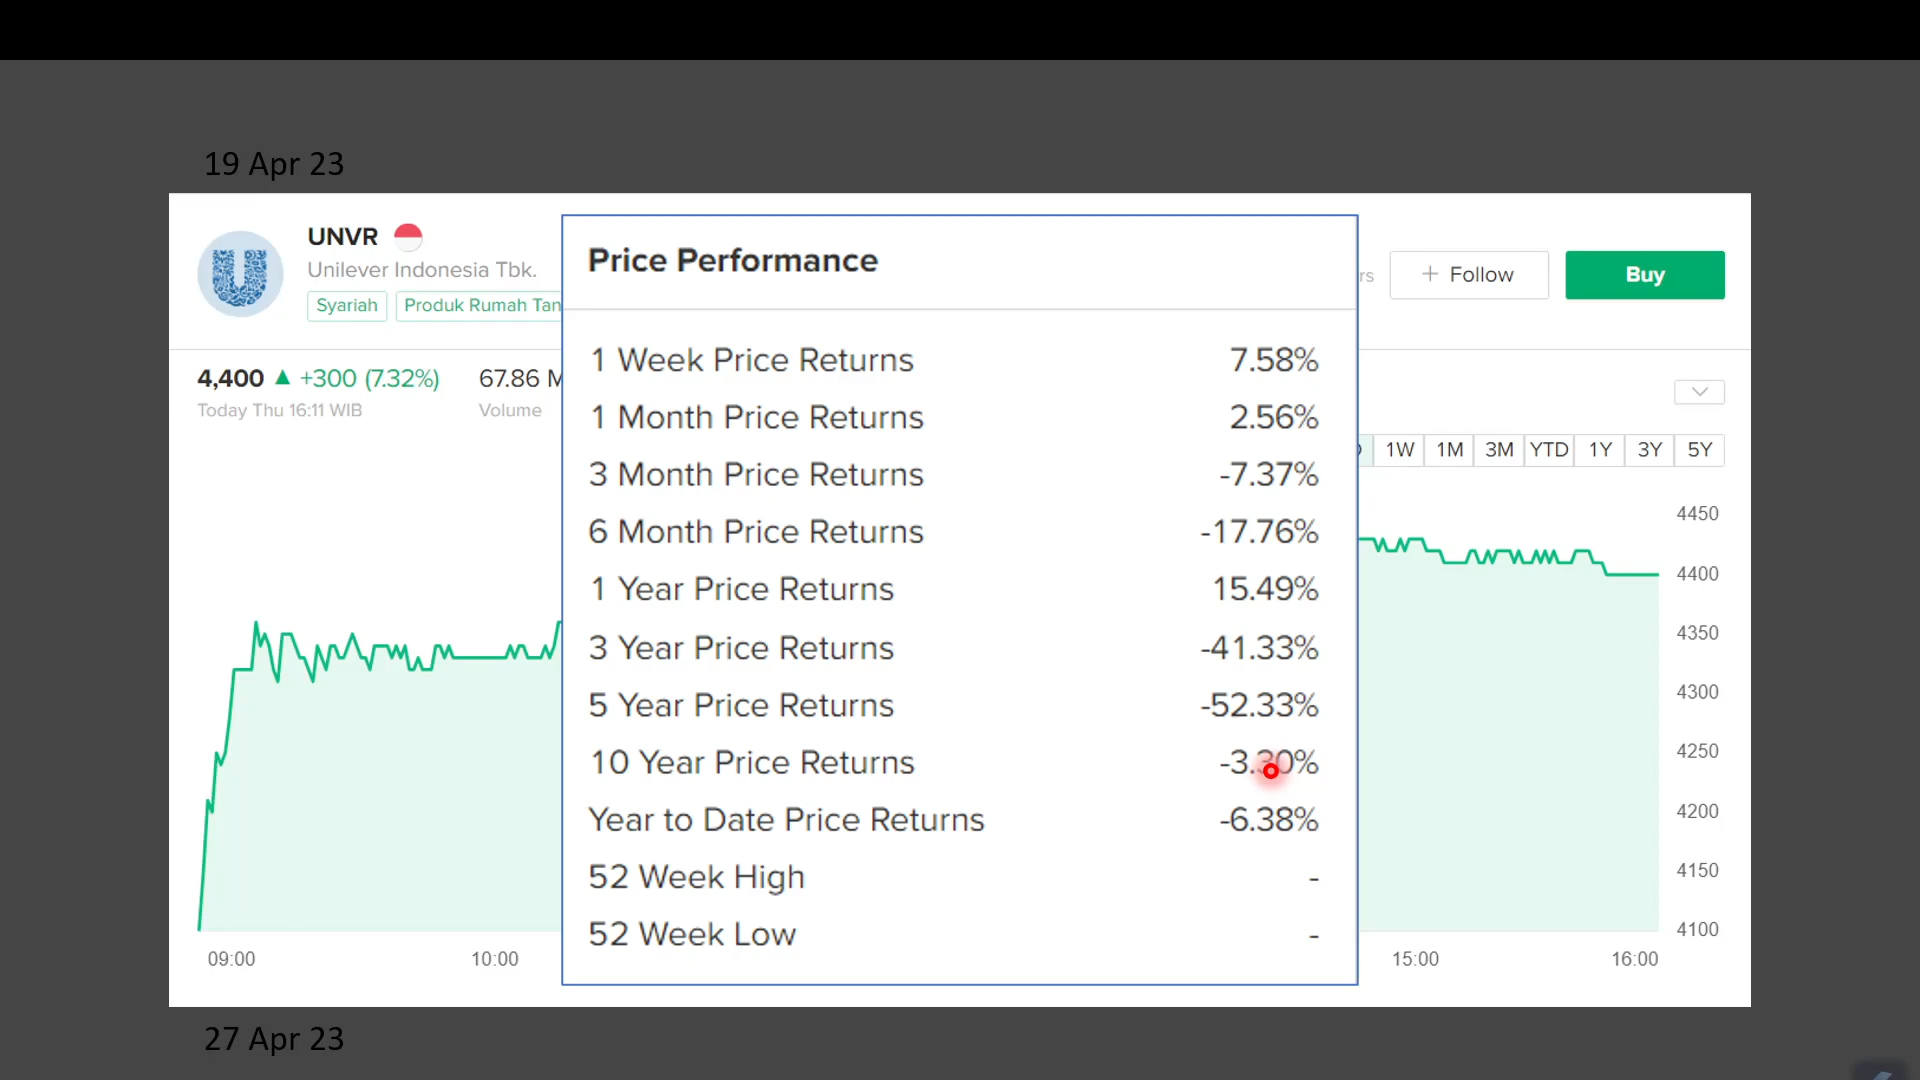 19 Apr 23
UNVR
Unilever Indonesia Tbk.
Syariah
Produk Rumah Tan
4,400 ▲ +300 (7.32%)
Today Thu 16:11 WIB
67.86 M
Volume
Price Performance
1 Week Price Returns 7.58%
1 Month Price Returns 2.56%
3 Month Price Returns -7.37%
6 Month Price Returns -17.76%
1 Year Price Returns 15.49%
3 Year Price Returns -41.33%
5 Year Price Returns -52.33%
10 Year Price Returns -3.30%
Year to Date Price Returns -6.38%
52 Week High -
52 Week Low -
rs
+ Follow
Buy
1W 1M 3M YTD 1Y 3Y 5Y
4450
4400
4350
4300
4250
4200
4150
4100
09:00 10:00 15:00 16:00
27 Apr 23